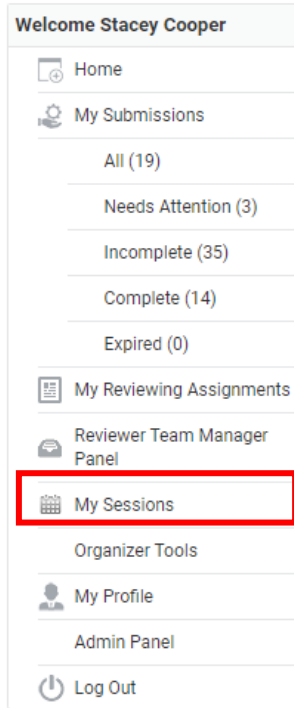 Welcome Stacey Cooper
Home
My Submissions
All (19)
Needs Attention (3)
Incomplete (35)
Complete (14)
Expired (0)
My Reviewing Assignments
Reviewer Team Manager
Panel
My Sessions
Organizer Tools
My Profile
Admin Panel
Log Out